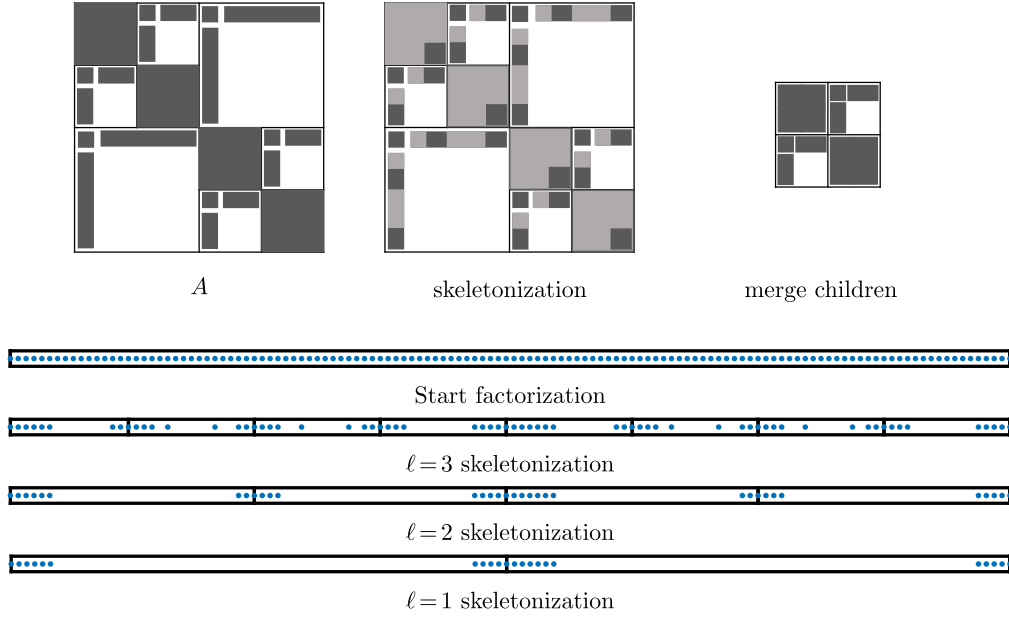 A
skeletonization
merge children
Start factorization
ℓ=3 skeletonization
ℓ=2 skeletonization
ℓ=1 skeletonization